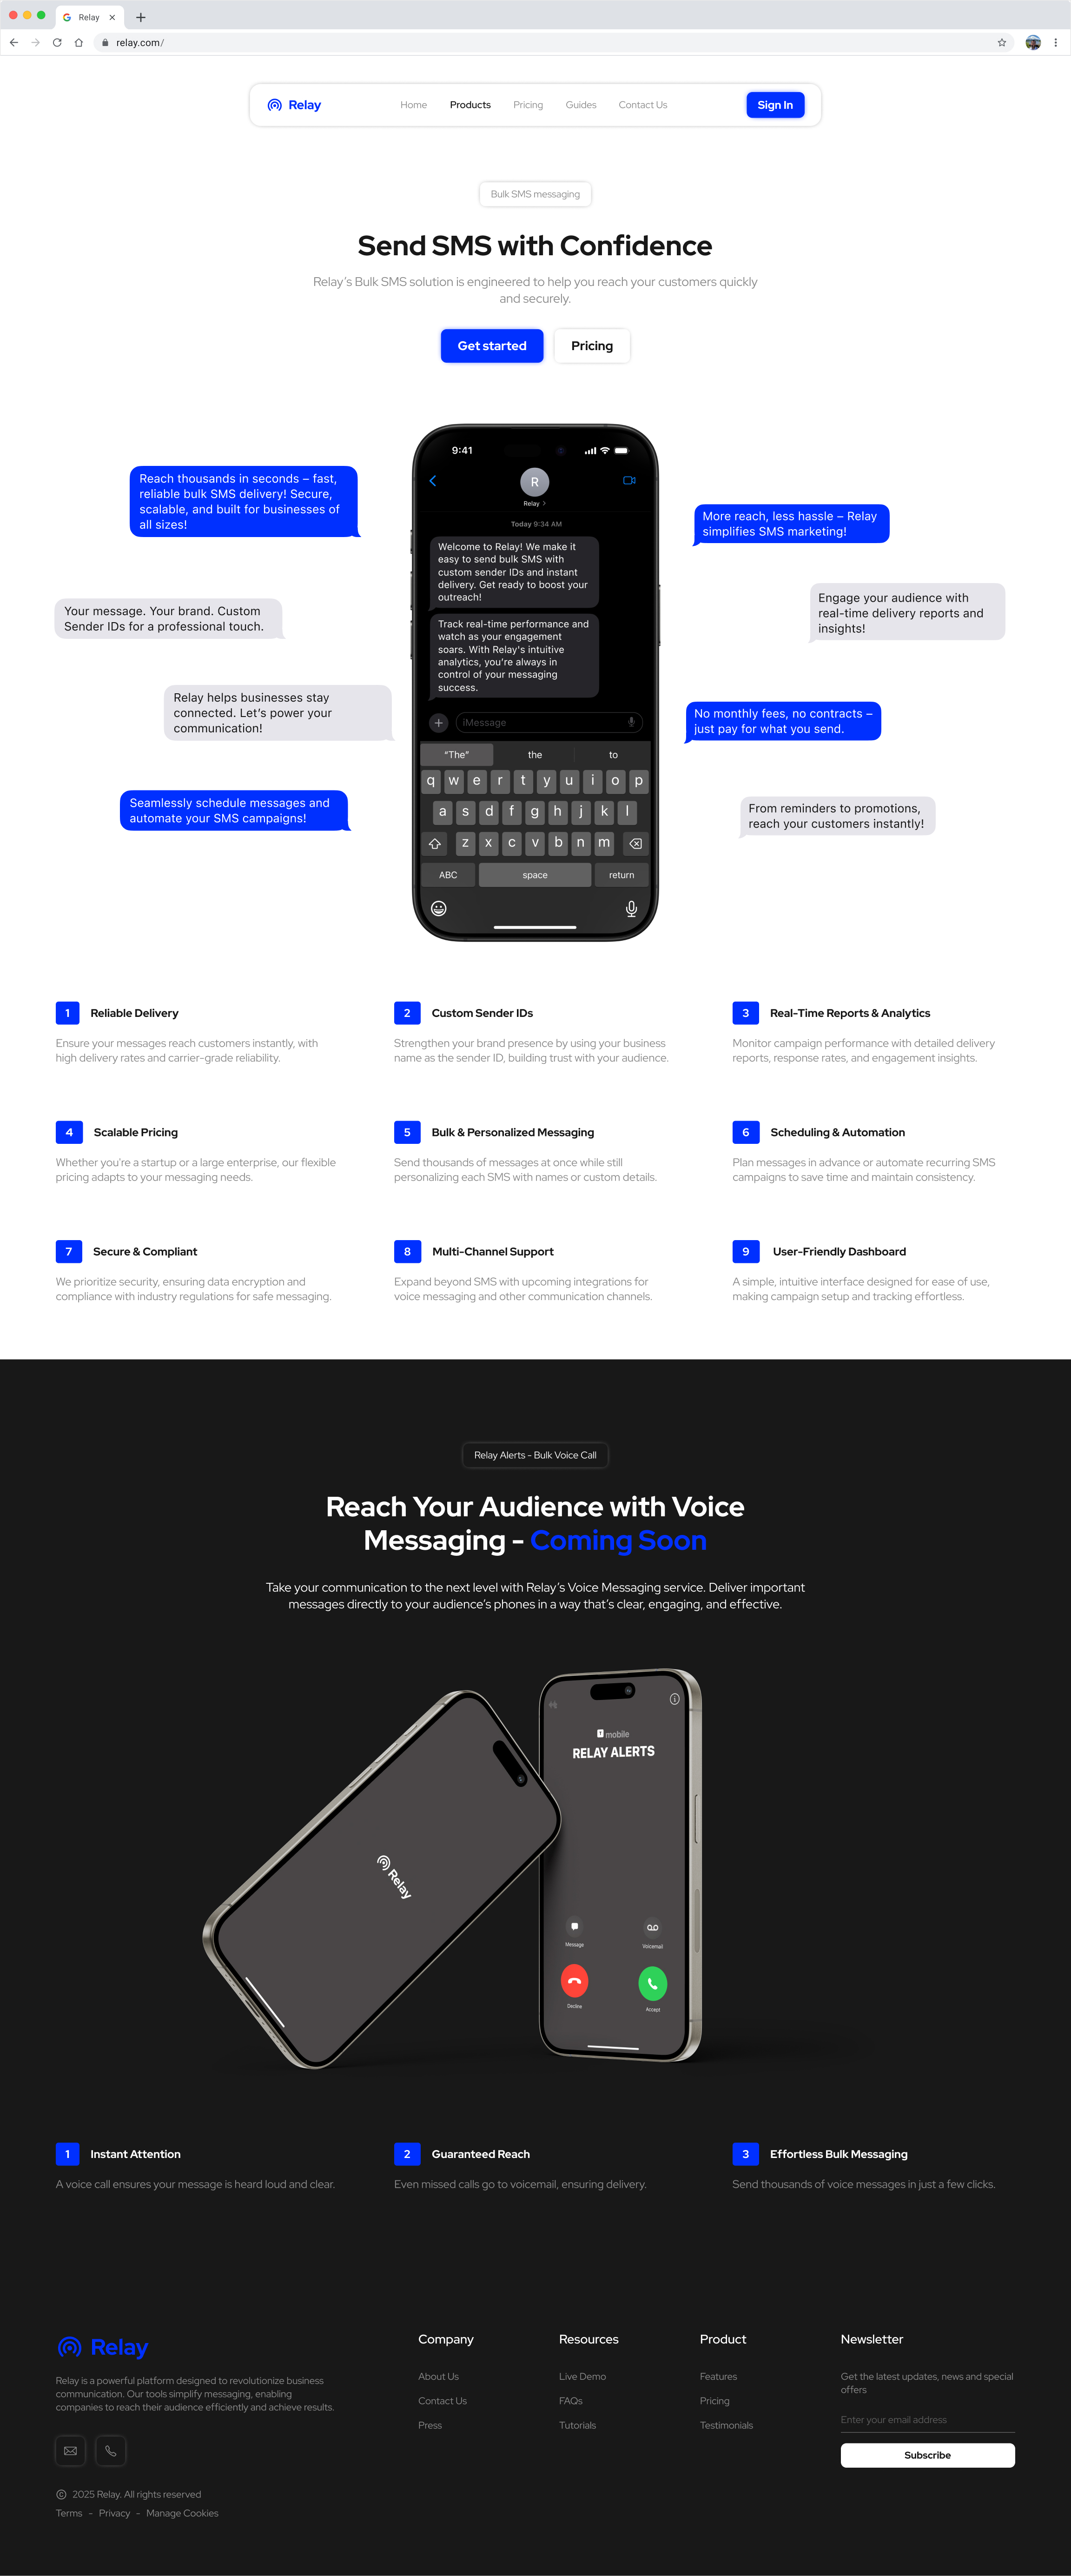 Relay
relay.com/
Relay
Home
Products
Pricing
Guides
Contact Us
Sign In
Bulk SMS messaging
Send SMS with Confidence
Relay’s Bulk SMS solution is engineered to help you reach your customers quickly
and securely.
Get started
Pricing
Reach thousands in seconds – fast,
reliable bulk SMS delivery! Secure,
scalable, and built for businesses of
all sizes!
Your message. Your brand. Custom
Sender IDs for a professional touch.
Relay helps businesses stay
connected. Let’s power your
communication!
Seamlessly schedule messages and
automate your SMS campaigns!
9:41
R
Relay
Today 9:34 AM
Welcome to Relay! We make it
easy to send bulk SMS with
custom sender IDs and instant
delivery. Get ready to boost your
outreach!
Track real-time performance and
watch as your engagement
soars. With Relay's intuitive
analytics, you’re always in
control of your messaging
success.
iMessage
“The”
the
to
q w e r t y u i o p
a s d f g h j k l
z x c v b n m
ABC
space
return
More reach, less hassle – Relay
simplifies SMS marketing!
Engage your audience with
real-time delivery reports and
insights!
No monthly fees, no contracts –
just pay for what you send.
From reminders to promotions,
reach your customers instantly!
1 Reliable Delivery
Ensure your messages reach customers instantly, with
high delivery rates and carrier-grade reliability.
2 Custom Sender IDs
Strengthen your brand presence by using your business
name as the sender ID, building trust with your audience.
3 Real-Time Reports & Analytics
Monitor campaign performance with detailed delivery
reports, response rates, and engagement insights.
4 Scalable Pricing
Whether you're a startup or a large enterprise, our flexible
pricing adapts to your messaging needs.
5 Bulk & Personalized Messaging
Send thousands of messages at once while still
personalizing each SMS with names or custom details.
6 Scheduling & Automation
Plan messages in advance or automate recurring SMS
campaigns to save time and maintain consistency.
7 Secure & Compliant
We prioritize security, ensuring data encryption and
compliance with industry regulations for safe messaging.
8 Multi-Channel Support
Expand beyond SMS with upcoming integrations for
voice messaging and other communication channels.
9 User-Friendly Dashboard
A simple, intuitive interface designed for ease of use,
making campaign setup and tracking effortless.
Relay Alerts - Bulk Voice Call
Reach Your Audience with Voice
Messaging - Coming Soon
Take your communication to the next level with Relay’s Voice Messaging service. Deliver important
messages directly to your audience’s phones in a way that’s clear, engaging, and effective.
Relay
mobile
RELAY ALERTS
Message
Voicemail
Decline
Accept
1 Instant Attention
A voice call ensures your message is heard loud and clear.
2 Guaranteed Reach
Even missed calls go to voicemail, ensuring delivery.
3 Effortless Bulk Messaging
Send thousands of voice messages in just a few clicks.
Relay
Relay is a powerful platform designed to revolutionize business
communication. Our tools simplify messaging, enabling
companies to reach their audience efficiently and achieve results.
© 2025 Relay. All rights reserved
Terms - Privacy - Manage Cookies
Company
About Us
Contact Us
Press
Resources
Live Demo
FAQs
Tutorials
Product
Features
Pricing
Testimonials
Newsletter
Get the latest updates, news and special
offers
Enter your email address
Subscribe